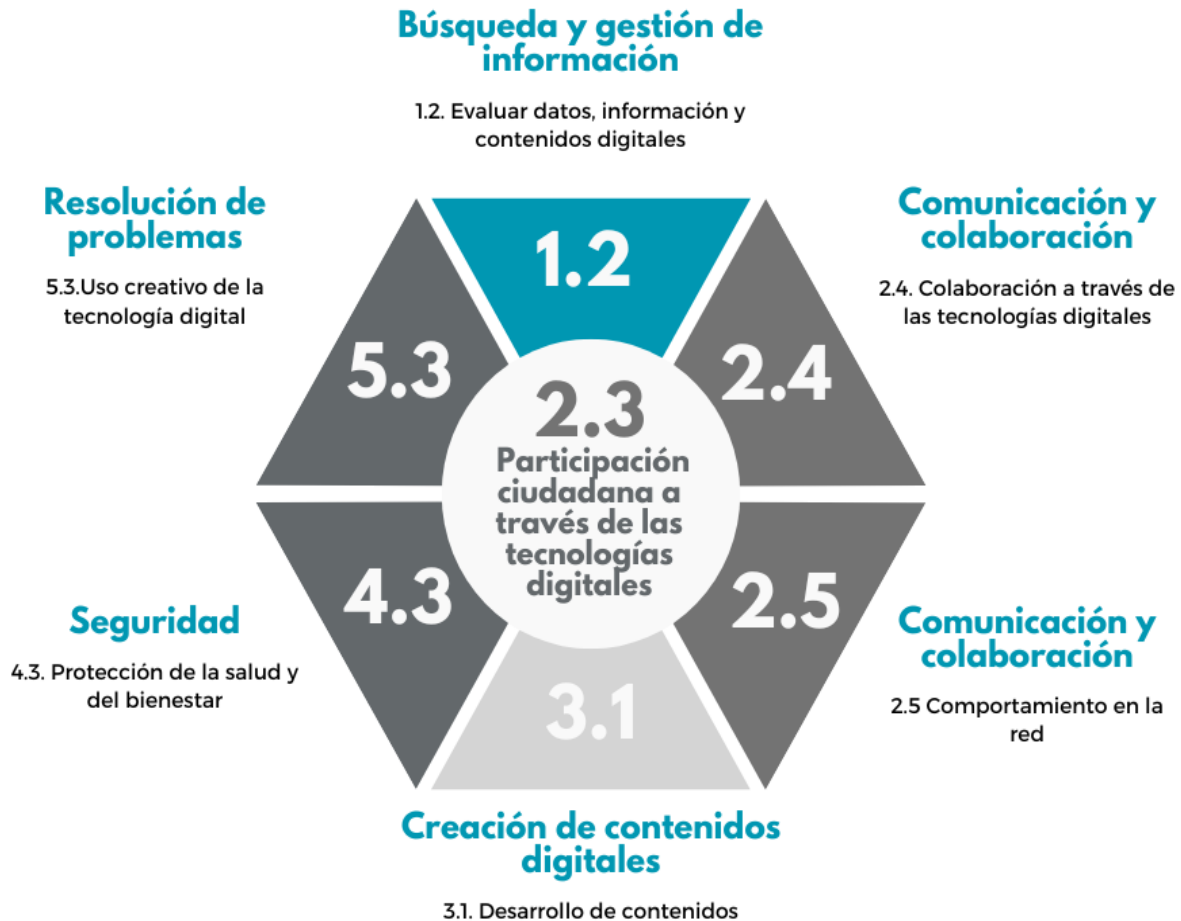 Búsqueda y gestión de
información
1.2. Evaluar datos, información y
contenidos digitales
Resolución de
problemas
5.3.Uso creativo de la
tecnología digital
Comunicación y
colaboración
2.4. Colaboración a través de
las tecnologías digitales
1.2
5.3
2.4
2.3
Participación
ciudadana a
través de las
tecnologías
digitales
4.3
2.5
Seguridad
4.3. Protección de la salud y
del bienestar
Comunicación y
colaboración
2.5 Comportamiento en la
red
3.1
Creación de contenidos
digitales
3.1. Desarrollo de contenidos